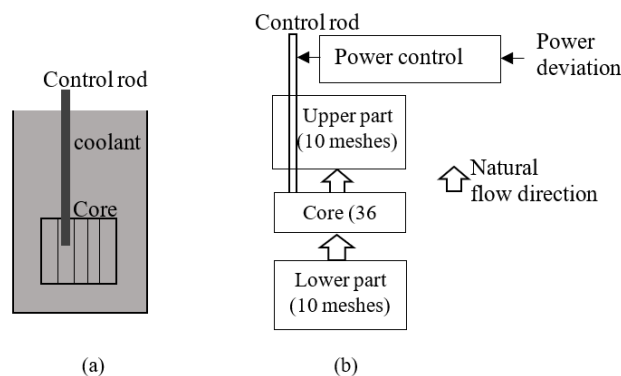 Control rod
coolant
Core
(a)
Control rod
Power control
Power
deviation
Upper part
(10 meshes)
Natural
flow direction
Core (36
Lower part
(10 meshes)
(b)